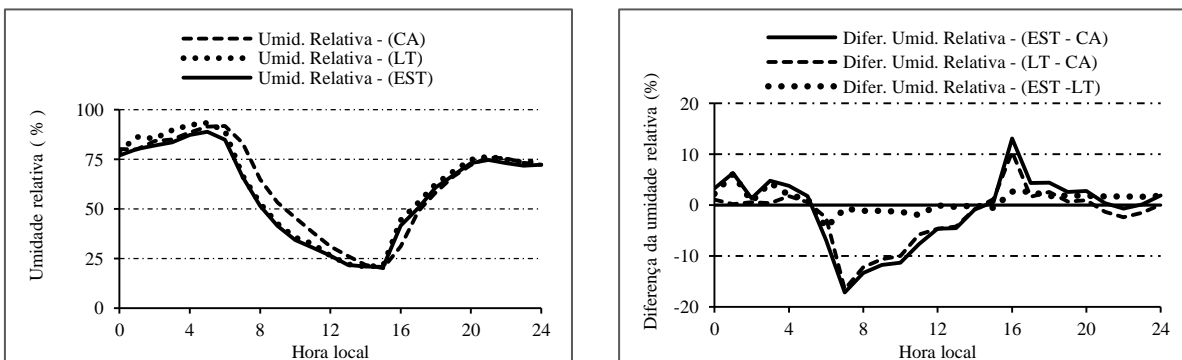 Umid. Relativa - (CA)
Umid. Relativa - (LT)
Umid. Relativa - (EST)
Umidade relativa ( % )
100
75
50
25
0
0 4 8 12 16 20 24
Hora local
Difer. Umid. Relativa - (EST - CA)
Difer. Umid. Relativa - (LT - CA)
Difer. Umid. Relativa - (EST -LT)
Diferença da umidade relativa (%)
20
10
0
-10
-20
0 4 8 12 16 20 24
Hora local